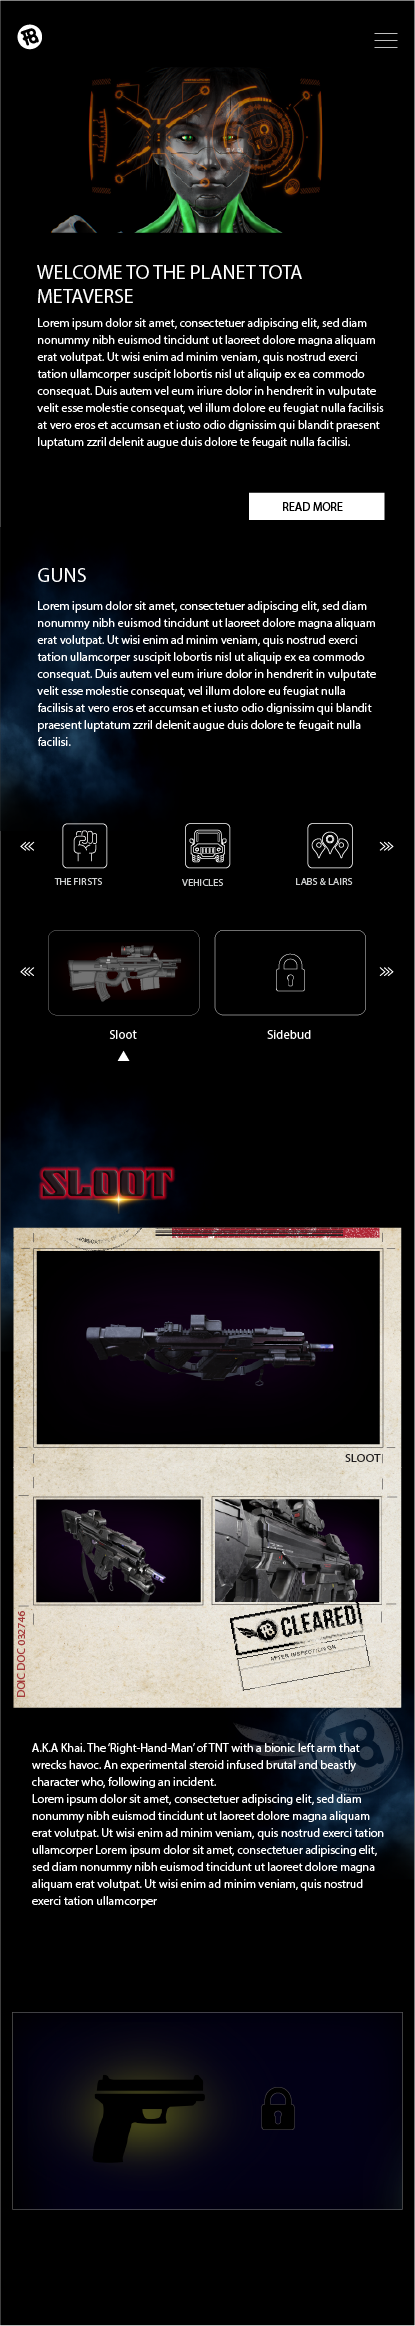 WELCOME TO THE PLANET TOTA
METAVERSE
Lorem ipsum dolor sit amet, consectetuer adipiscing elit, sed diam
nonummy nibh euismod tincidunt ut laoreet dolore magna aliquam
erat volutpat. Ut wisi enim ad minim veniam, quis nostrud exerci
tation ullamcorper suscipit lobortis nisl ut aliquip ex ea commodo
consequat. Duis autem vel eum iriure dolor in hendrerit in vulputate
velit esse molestie consequat, vel illum dolore eu feugiat nulla facilisis
at vero eros et accumsan et iusto odio dignissim qui blandit praesent
luptatum zzril delenit augue duis dolore te feugait nulla facilisi.
READ MORE
GUNS
Lorem ipsum dolor sit amet, consectetuer adipiscing elit, sed diam
nonummy nibh euismod tincidunt ut laoreet dolore magna aliquam
erat volutpat. Ut wisi enim ad minim veniam, quis nostrud exerci
tation ullamcorper suscipit lobortis nisl ut aliquip ex ea commodo
consequat. Duis autem vel eum iriure dolor in hendrerit in vulputate
velit esse molestie consequat, vel illum dolore eu feugiat nulla
facilisis at vero eros et accumsan et iusto odio dignissim qui blandit
praesent luptatum zzril delenit augue duis dolore te feugait nulla
facilisi.
THE FIRSTS
VEHICLES
LABS & LAIRS
Sloot
Sidebud
SLOOT
SLOOT
DOIC DOC 032746
CLEARED
AFTER INSPECTION ON
A.K.A Khai. The ‘Right-Hand-Man’ of TNT with a bionic left arm that
wrecks havoc. An experimental steroid infused brutal and beastly
character who, following an incident.
Lorem ipsum dolor sit amet, consectetuer adipiscing elit, sed diam
nonummy nibh euismod tincidunt ut laoreet dolore magna aliquam
erat volutpat. Ut wisi enim ad minim veniam, quis nostrud exerci tation
ullamcorper Lorem ipsum dolor sit amet, consectetuer adipiscing elit,
sed diam nonummy nibh euismod tincidunt ut laoreet dolore magna
aliquam erat volutpat. Ut wisi enim ad minim veniam, quis nostrud
exerci tation ullamcorper